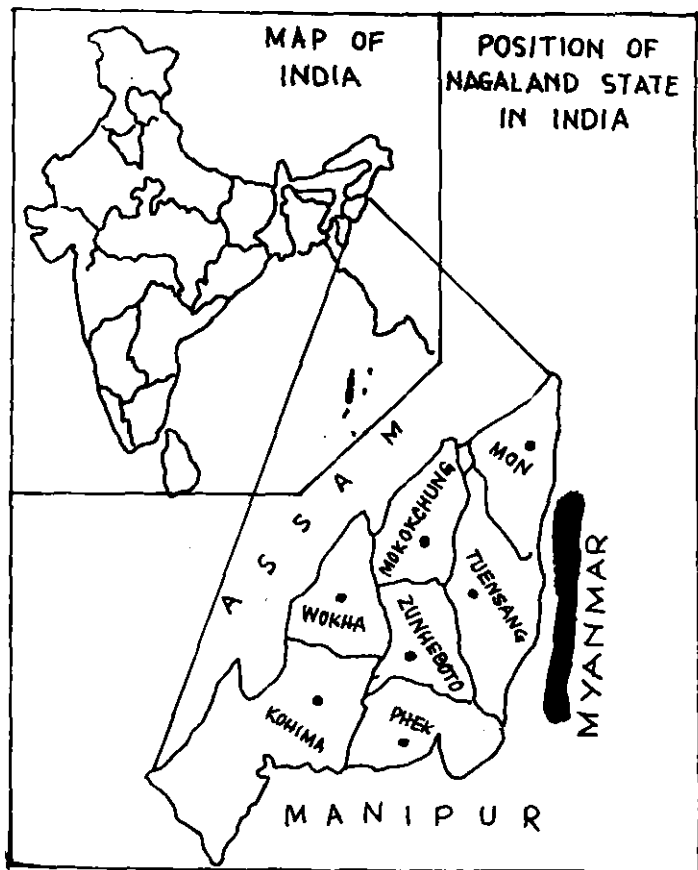 MAP OF
INDIA
POSITION OF
NAGALAND STATE
IN INDIA
ASSAM
MON
MOKOKCHUNG
TUENSANG
WOKHA
ZUNHEBOTO
KOHIMA
PHEK
MYANMAR
MANIPUR